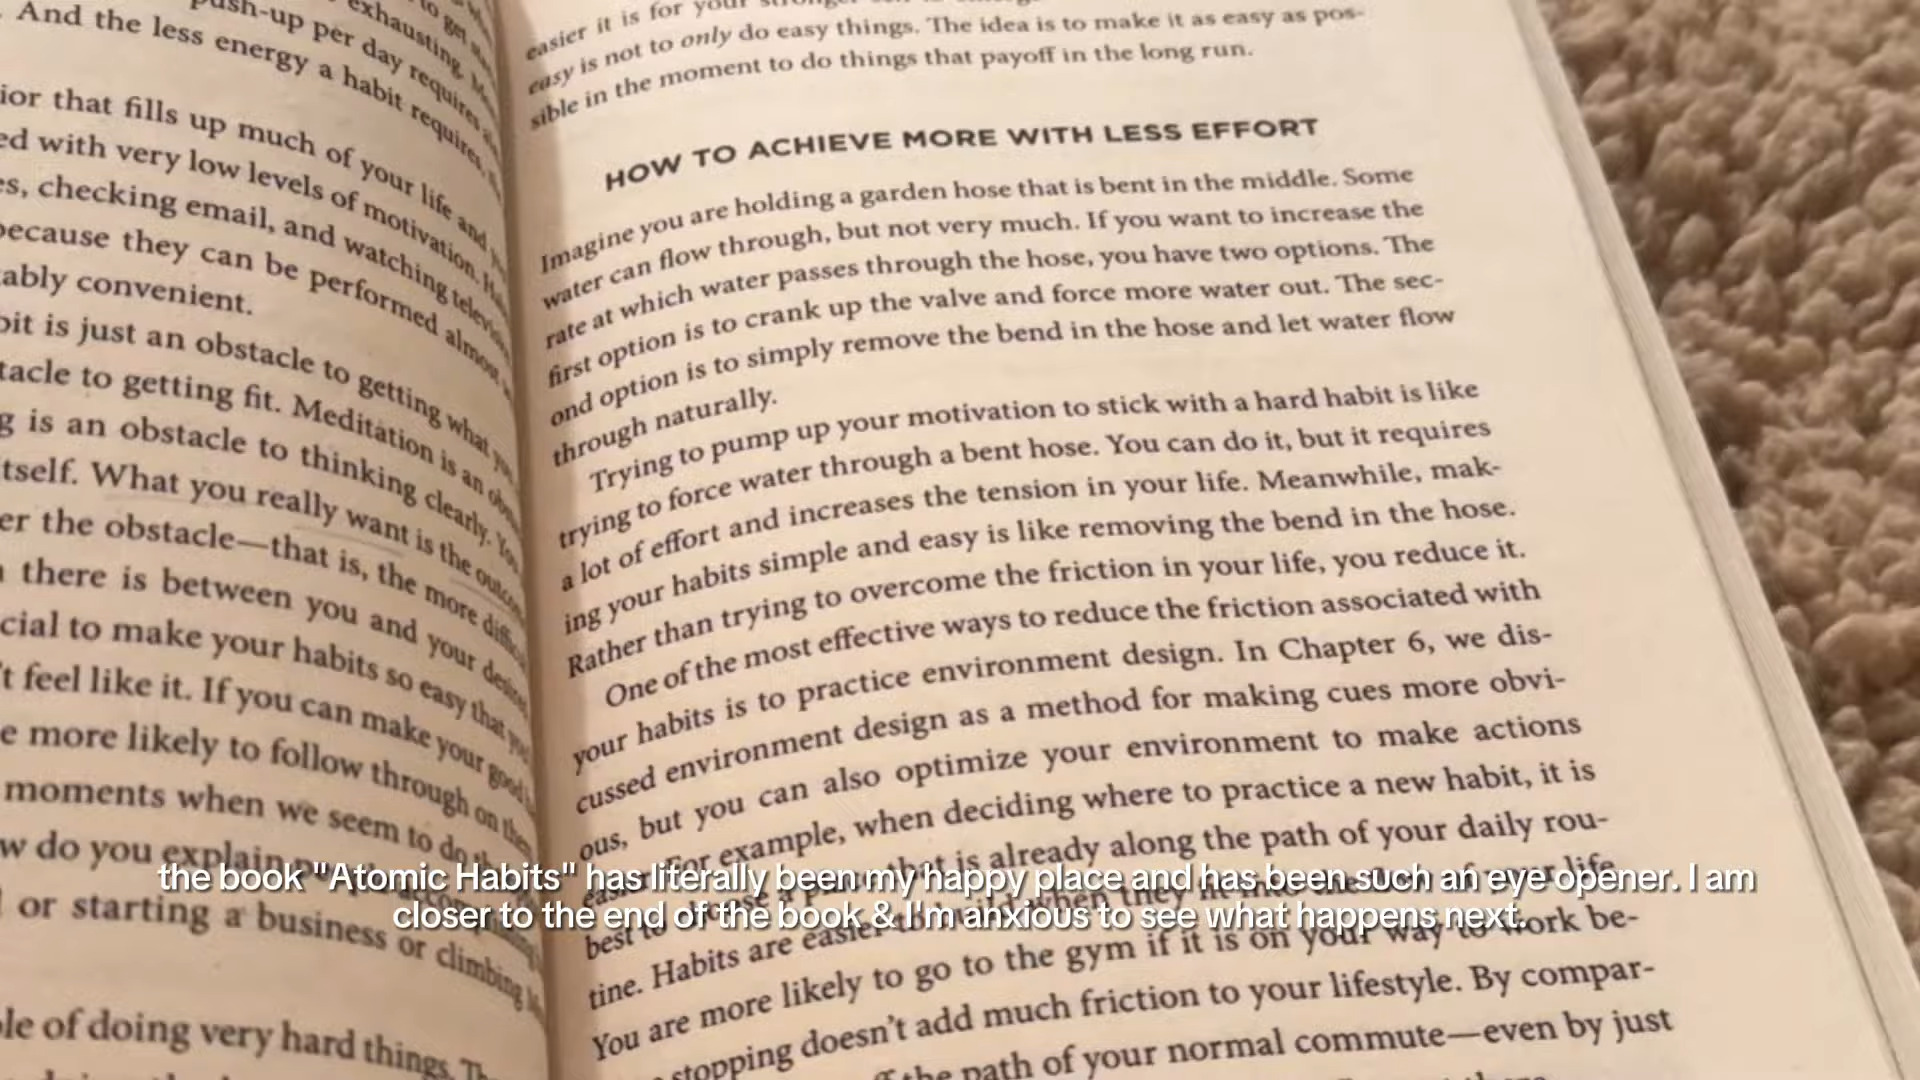 to get
exhausting.
push-up per day requires
And the less energy a habit requires,
ior that fills up much of your life and
ed with very low levels of motivation.
es, checking email, and watching
because they can be performed almost
ably convenient.
bit is just an obstacle to getting what
tacle to getting fit. Meditation is an
g is an obstacle to thinking clearly. You
tself. What you really want is the
er the obstacle—that is, the more
there is between you and your
cial to make your habits so easy that
't feel like it. If you can make your good
e more likely to follow through on
moments when we seem to do
w do you explain
or starting a business or climbing
le of doing very hard things.
easier it is for your
easy is not to only do easy things. The idea is to make it as easy as pos-
sible in the moment to do things that payoff in the long run.
HOW TO ACHIEVE MORE WITH LESS EFFORT
Imagine you are holding a garden hose that is bent in the middle. Some
water can flow through, but not very much. If you want to increase the
rate at which water passes through the hose, you have two options. The
first option is to crank up the valve and force more water out. The sec-
ond option is to simply remove the bend in the hose and let water flow
through naturally.
Trying to pump up your motivation to stick with a hard habit is like
trying to force water through a bent hose. You can do it, but it requires
a lot of effort and increases the tension in your life. Meanwhile, mak-
ing your habits simple and easy is like removing the bend in the hose.
Rather than trying to overcome the friction in your life, you reduce it.
One of the most effective ways to reduce the friction associated with
your habits is to practice environment design. In Chapter 6, we dis-
cussed environment design as a method for making cues more obvi-
ous, but you can also optimize your environment to make actions
easier. For example, when deciding where to practice a new habit, it is
best to that is already along the path of your daily rou-
tine. Habits are easier to build when they your life.
You are more likely to go to the gym if it is on your way to work be-
stopping doesn't add much friction to your lifestyle. By compar-
the path of your normal commute—even by just
the book "Atomic Habits" has literally been my happy place and has been such an eye opener. I am
closer to the end of the book & I'm anxious to see what happens next.